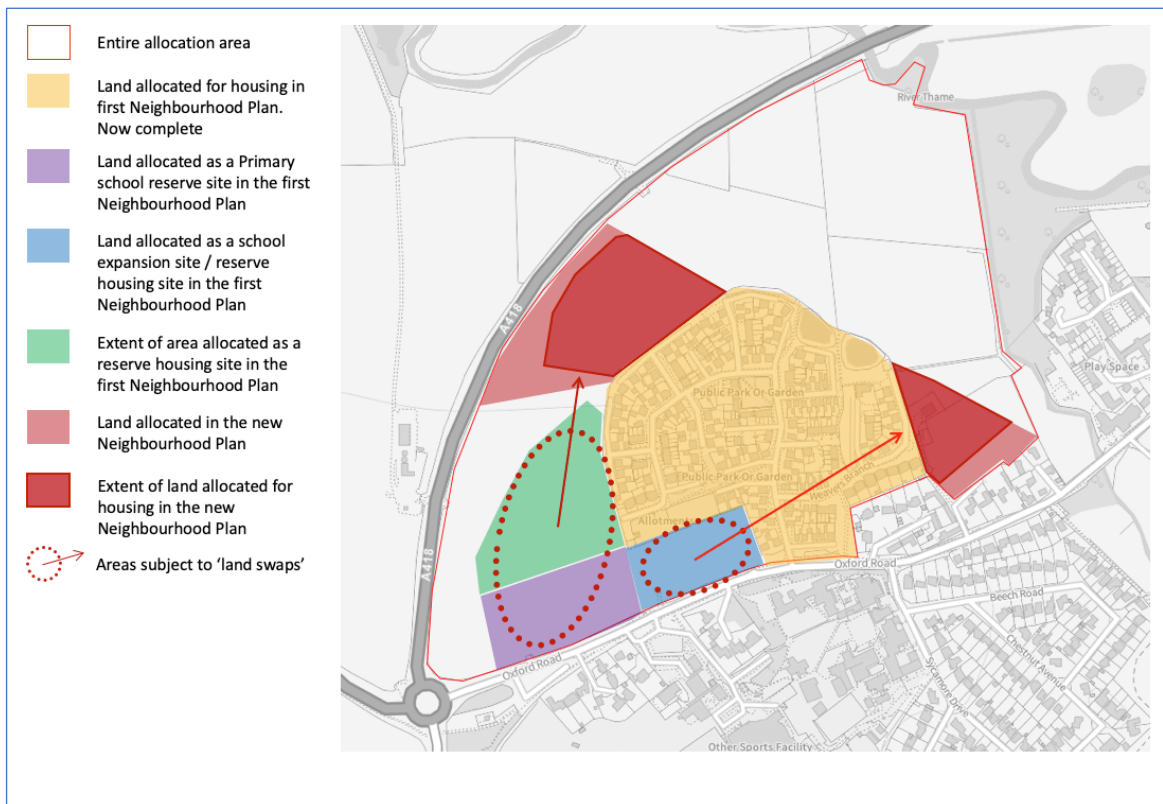 Entire allocation area
Land allocated for housing in
first Neighbourhood Plan.
Now complete
Land allocated as a Primary
school reserve site in the first
Neighbourhood Plan
Land allocated as a school
expansion site / reserve
housing site in the first
Neighbourhood Plan
Extent of area allocated as a
reserve housing site in the
first Neighbourhood Plan
Land allocated in the new
Neighbourhood Plan
Extent of land allocated for
housing in the new
Neighbourhood Plan
Areas subject to ‘land swaps’
River Thame
A418
Play Space
Public Park Or Garden
Public Park Or Garden
Weavers Branch
Allotments
A418
Oxford Road
Beech Road
Chestnut Avenue
Oxford Road
Sycamore Drive
Other Sports Facility